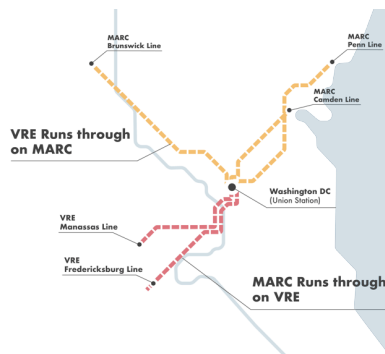 MARC
Brunswick Line
MARC
Penn Line
MARC
Camden Line
VRE Runs through
on MARC
Washington DC
(Union Station)
VRE
Manassas Line
VRE
Fredericksburg Line
MARC Runs through
on VRE